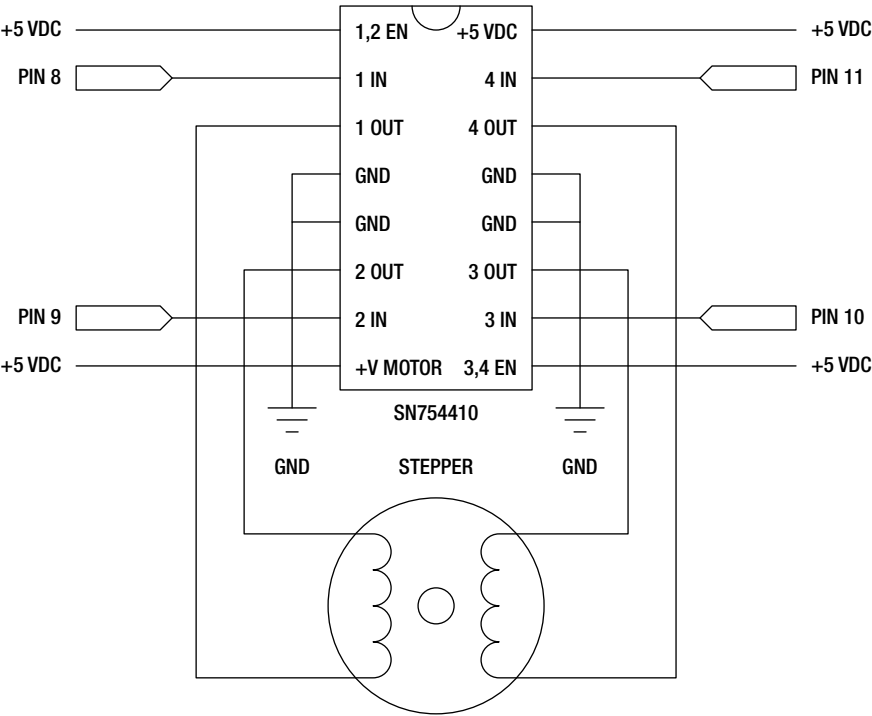 +5 VDC 1,2 EN +5 VDC +5 VDC
PIN 8 1 IN 4 IN PIN 11
1 OUT 4 OUT
GND GND
GND GND
2 OUT 3 OUT
PIN 9 2 IN 3 IN PIN 10
+5 VDC +V MOTOR 3,4 EN +5 VDC
SN754410
GND STEPPER GND